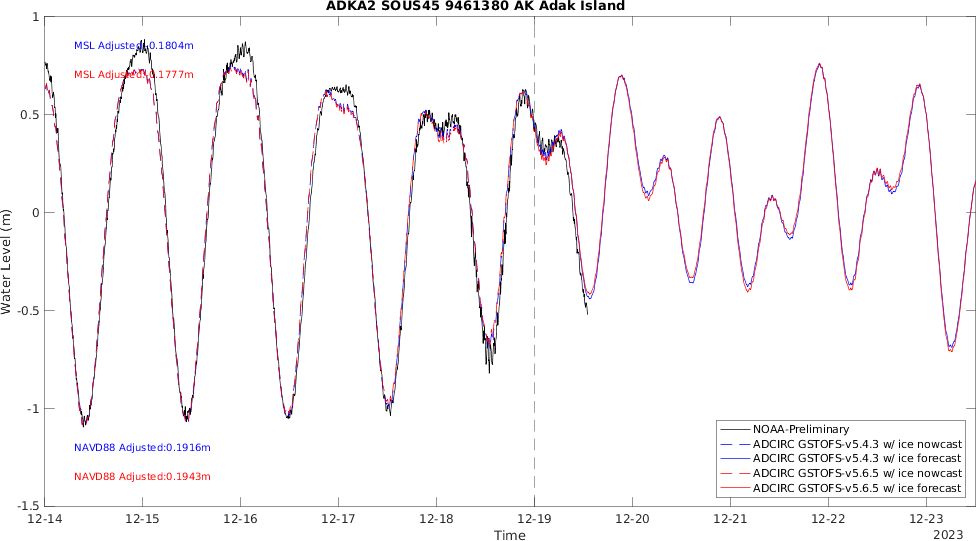 ADKA2 SOUS45 9461380 AK Adak Island
1
0.5
0
-0.5
-1
-1.5
Water Level (m)
MSL Adjusted:-0.1804m
MSL Adjusted:-0.1777m
NAVD88 Adjusted:0.1916m
NAVD88 Adjusted:0.1943m
NOAA-Preliminary
ADCIRC GSTOFS-v5.4.3 w/ ice nowcast
ADCIRC GSTOFS-v5.4.3 w/ ice forecast
ADCIRC GSTOFS-v5.6.5 w/ ice nowcast
ADCIRC GSTOFS-v5.6.5 w/ ice forecast
12-14 12-15 12-16 12-17 12-18 12-19 12-20 12-21 12-22 12-23
Time
2023